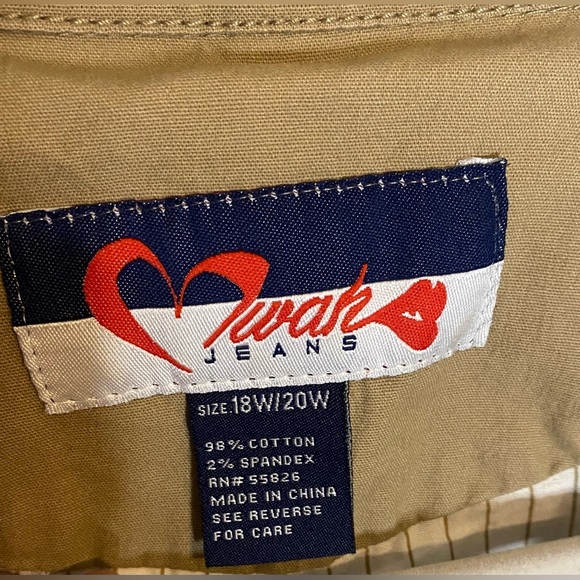 Mwah
JEANS
SIZE.18W/20W
98% COTTON
2% SPANDEX
RN# 55826
MADE IN CHINA
SEE REVERSE
FOR CARE